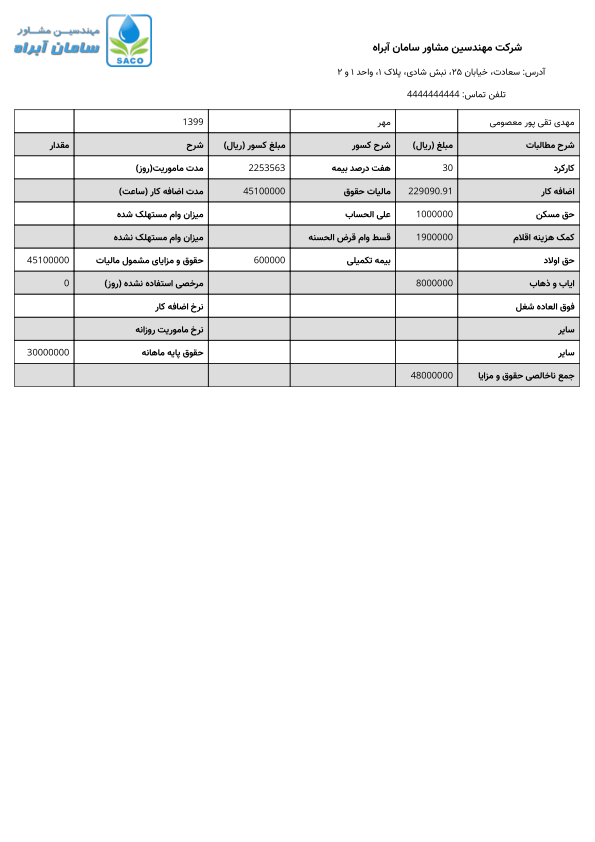 مهندسین مشاور
سامان آبراه
SACO
شرکت مهندسین مشاور سامان آبراه
آدرس: سعادت، خیابان ۲۵، نبش شادی، پلاک ۱، واحد ۱ و ۲
تلفن تماس: 4444444444
مهدی تقی پور معصومی مهر 1399
شرح مطالبات مبلغ (ریال) شرح کسور مبلغ کسور (ریال) شرح مقدار
کارکرد 30 هفت درصد بیمه 2253563 مدت ماموریت(روز)
اضافه کار 229090.91 مالیات حقوق 45100000 مدت اضافه کار (ساعت)
حق مسکن 1000000 علی الحساب میزان وام مستهلک شده
کمک هزینه اقلام 1900000 قسط وام قرض الحسنه میزان وام مستهلک نشده
حق اولاد بیمه تکمیلی 600000 حقوق و مزایای مشمول مالیات 45100000
ایاب و ذهاب 8000000 مرخصی استفاده نشده (روز) 0
فوق العاده شغل نرخ اضافه کار
سایر نرخ ماموریت روزانه
سایر حقوق پایه ماهانه 30000000
جمع ناخالصی حقوق و مزایا 48000000